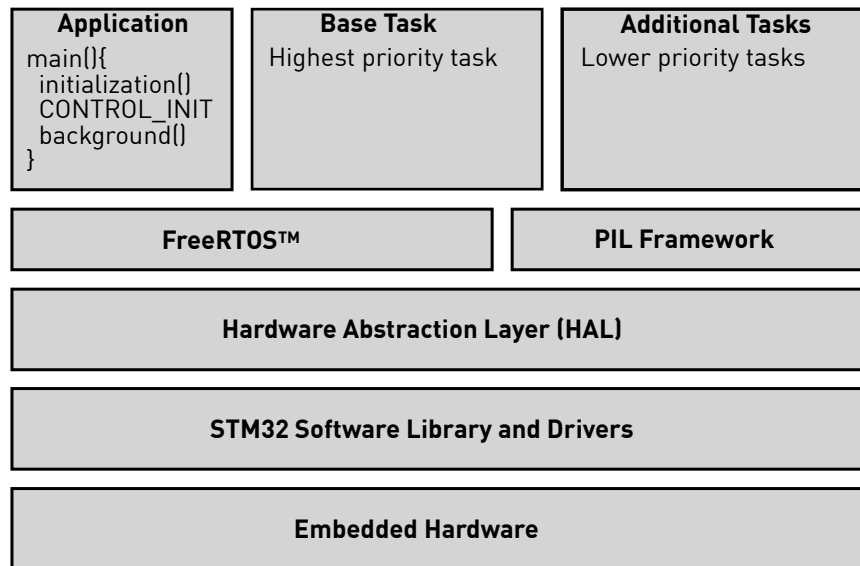 Application
main(){
initialization()
CONTROL_INIT
background()
}
Base Task
Highest priority task
Additional Tasks
Lower priority tasks
FreeRTOS™
PIL Framework
Hardware Abstraction Layer (HAL)
STM32 Software Library and Drivers
Embedded Hardware